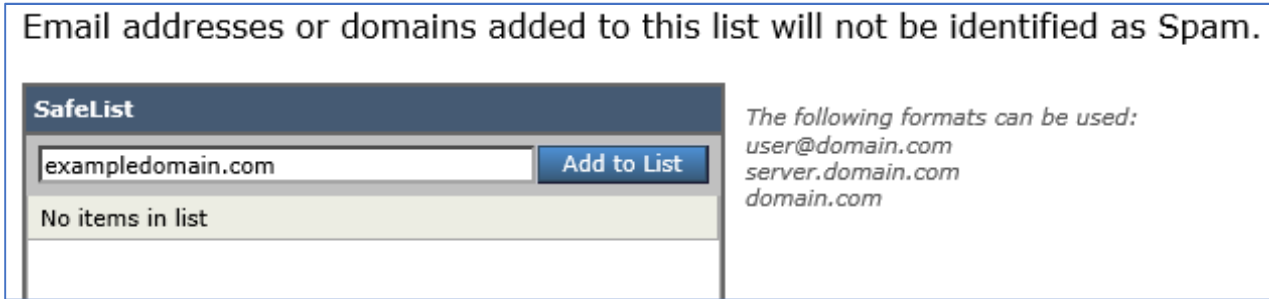 Email addresses or domains added to this list will not be identified as Spam.
SafeList
exampledomain.com
Add to List
No items in list
The following formats can be used:
user@domain.com
server.domain.com
domain.com